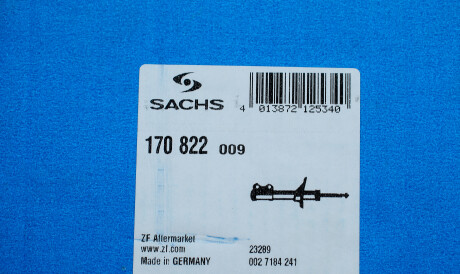 SACHS
4 013872 125340
170 822 009
ZF Aftermarket
www.zf.com 23289
Made in GERMANY 002 7184 241